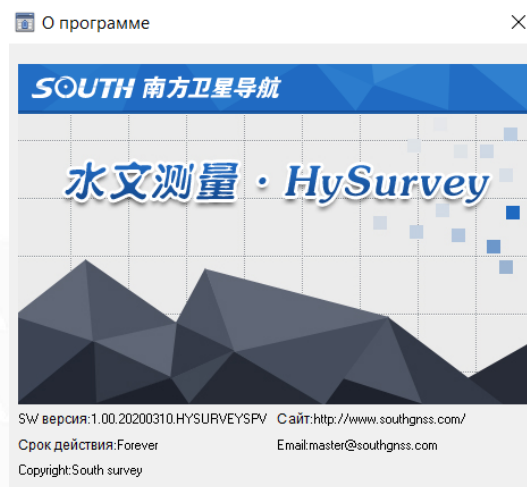 О программе
SOUTH 南方卫星导航
水文测量·HySurvey
SW версия:1.00.20200310.HYSURVEYSPV Сайт:http://www.southgnss.com/
Срок действия:Forever Email:master@southgnss.com
Copyright:South survey